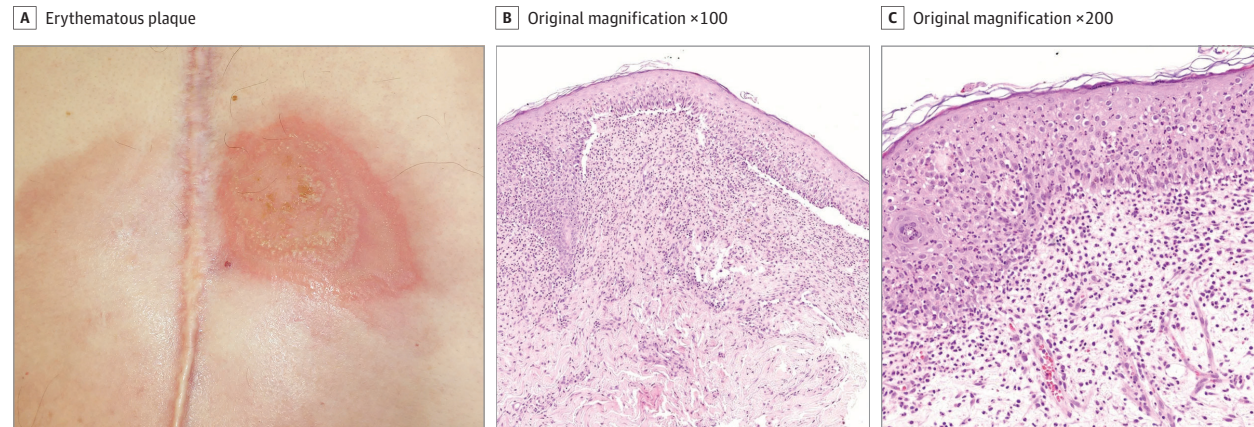 A Erythematous plaque
B Original magnification ×100
C Original magnification ×200